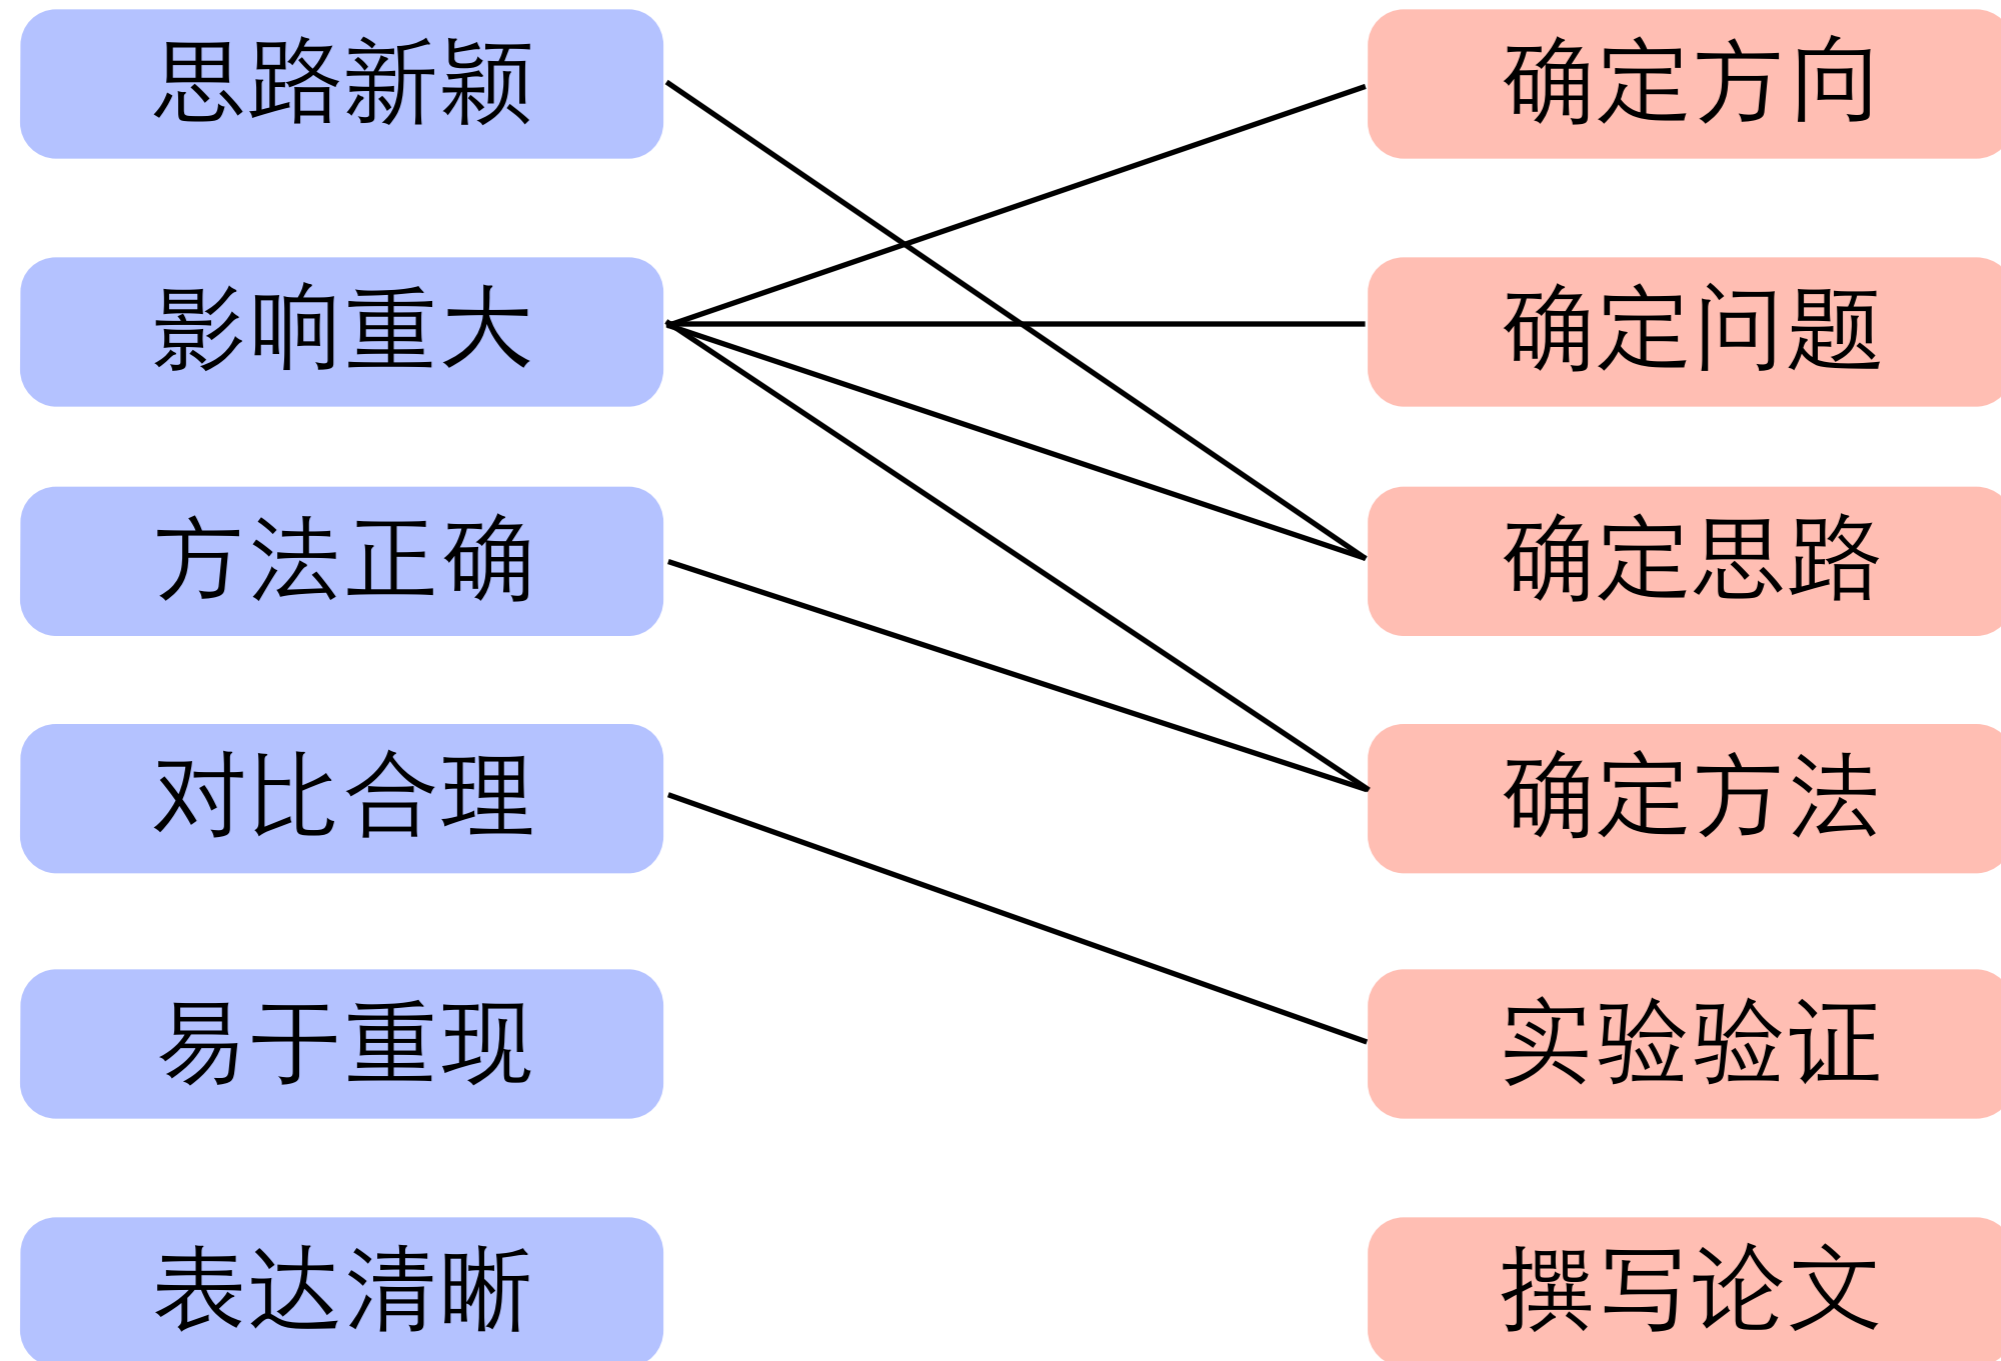 思路新颖
确定方向
影响重大
确定问题
方法正确
确定思路
对比合理
确定方法
易于重现
实验验证
表达清晰
撰写论文